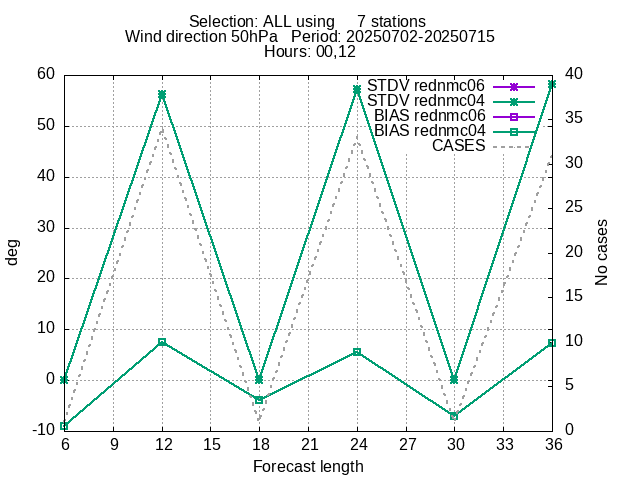 Selection: ALL using     7 stations
Wind direction 50hPa   Period: 20250702-20250715
Hours: 00,12
STDV rednmc06
STDV rednmc04
BIAS rednmc06
BIAS rednmc04
CASES
60
50
40
30
20
10
0
-10
deg
40
35
30
25
20
15
10
5
0
No cases
6 9 12 15 18 21 24 27 30 33 36
Forecast length